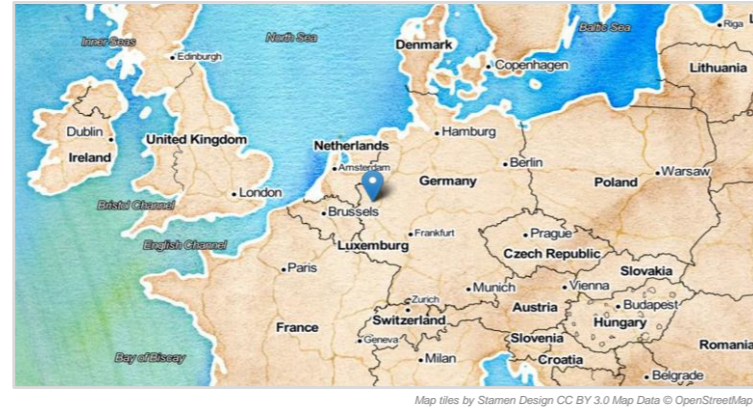 Riga
L
Inner Seas
North Sea
Baltic Sea
Denmark
Edinburgh
Copenhagen
Lithuania
Dublin
United Kingdom
Netherlands
Hamburg
Ireland
Amsterdam
Berlin
Germany
Poland
Warsaw
London
Bristol Channel
Brussels
Frankfurt
Prague
English Channel
Luxemburg
Czech Republic
Paris
Slovakia
Munich
Vienna
Zurich
Austria
Budapest
France
Switzerland
Hungary
Geneva
Slovenia
Romania
Bay of Biscay
Milan
Croatia
Belgrade
Map tiles by Stamen Design CC BY 3.0 Map Data © OpenStreetMap